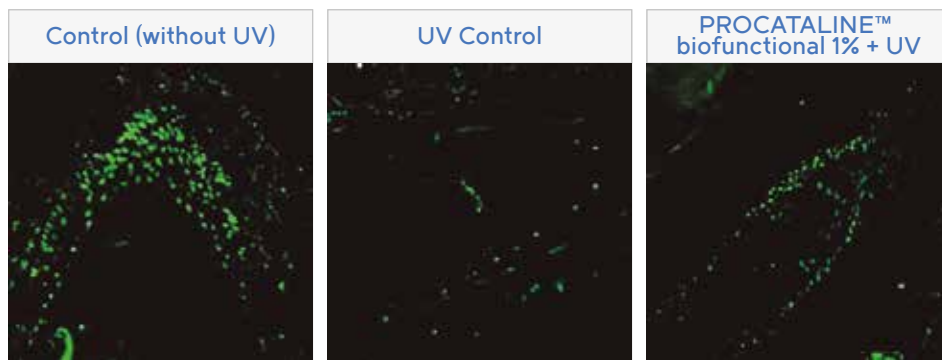 Control (without UV)
UV Control
PROCATALINE™
biofunctional 1% + UV